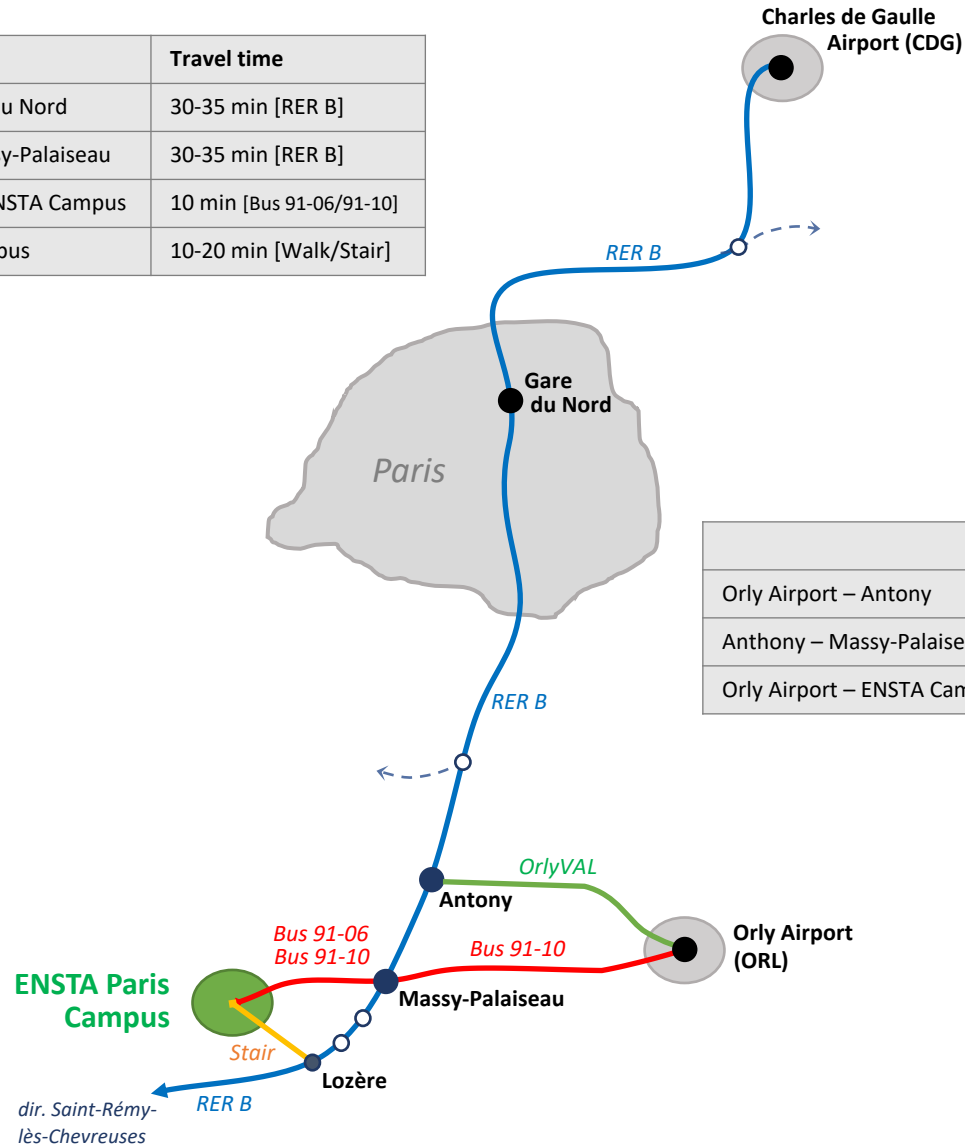 Charles de Gaulle
Airport (CDG)
Travel time
u Nord 30-35 min [RER B]
y-Palaiseau 30-35 min [RER B]
NSTA Campus 10 min [Bus 91-06/91-10]
pus 10-20 min [Walk/Stair]
RER B
Gare
du Nord
Paris
Orly Airport – Antony
Anthony – Massy-Palaise
Orly Airport – ENSTA Cam
RER B
OrlyVAL
Antony
Bus 91-06
Bus 91-10
Bus 91-10
Orly Airport
(ORL)
ENSTA Paris
Campus
Massy-Palaiseau
Stair
Lozère
RER B
dir. Saint-Rémy-
lès-Chevreuses